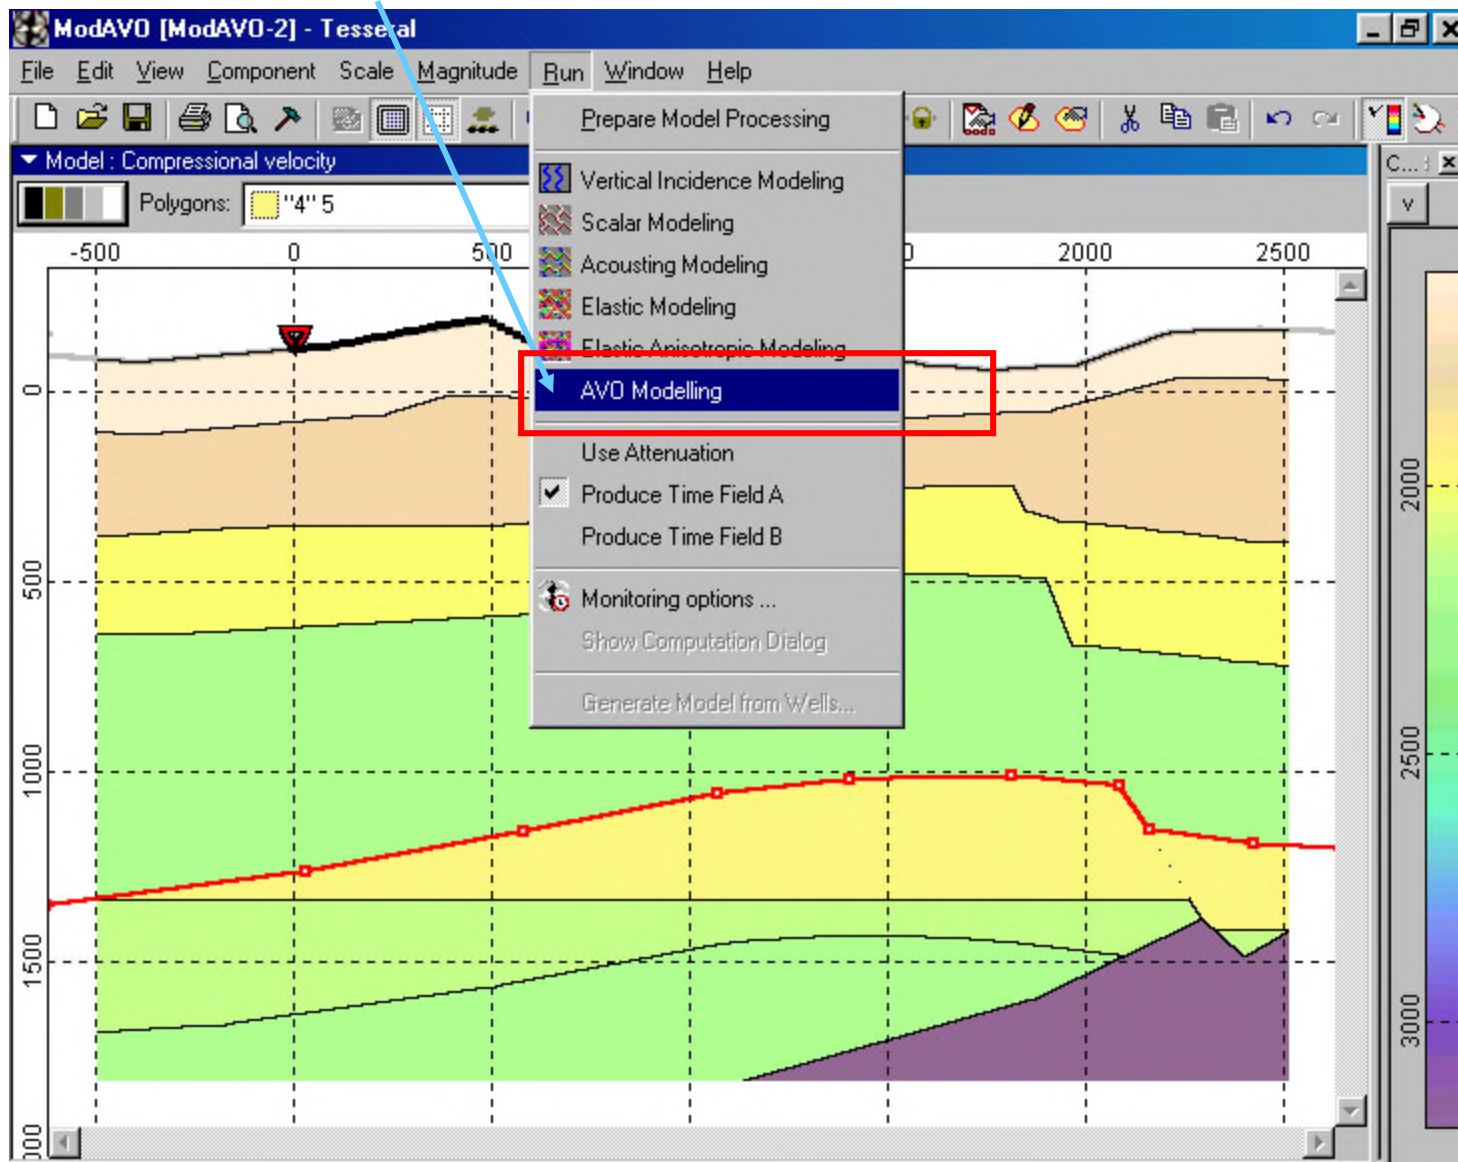 ModAVO [ModAVO-2] - Tesseral
File Edit View Component Scale Magnitude Run Window Help
Model : Compressional velocity
C...
Polygons: "4" 5
v
-500 0 500 0 2000 2500
Prepare Model Processing
Vertical Incidence Modeling
Scalar Modeling
Acousting Modeling
Elastic Modeling
Elastic Anisotropic Modeling
AVO Modelling
Use Attenuation
Produce Time Field A
Produce Time Field B
Monitoring options ...
Show Computation Dialog
Generate Model from Wells...
0
500
1000
1500
000
2000
2500
3000